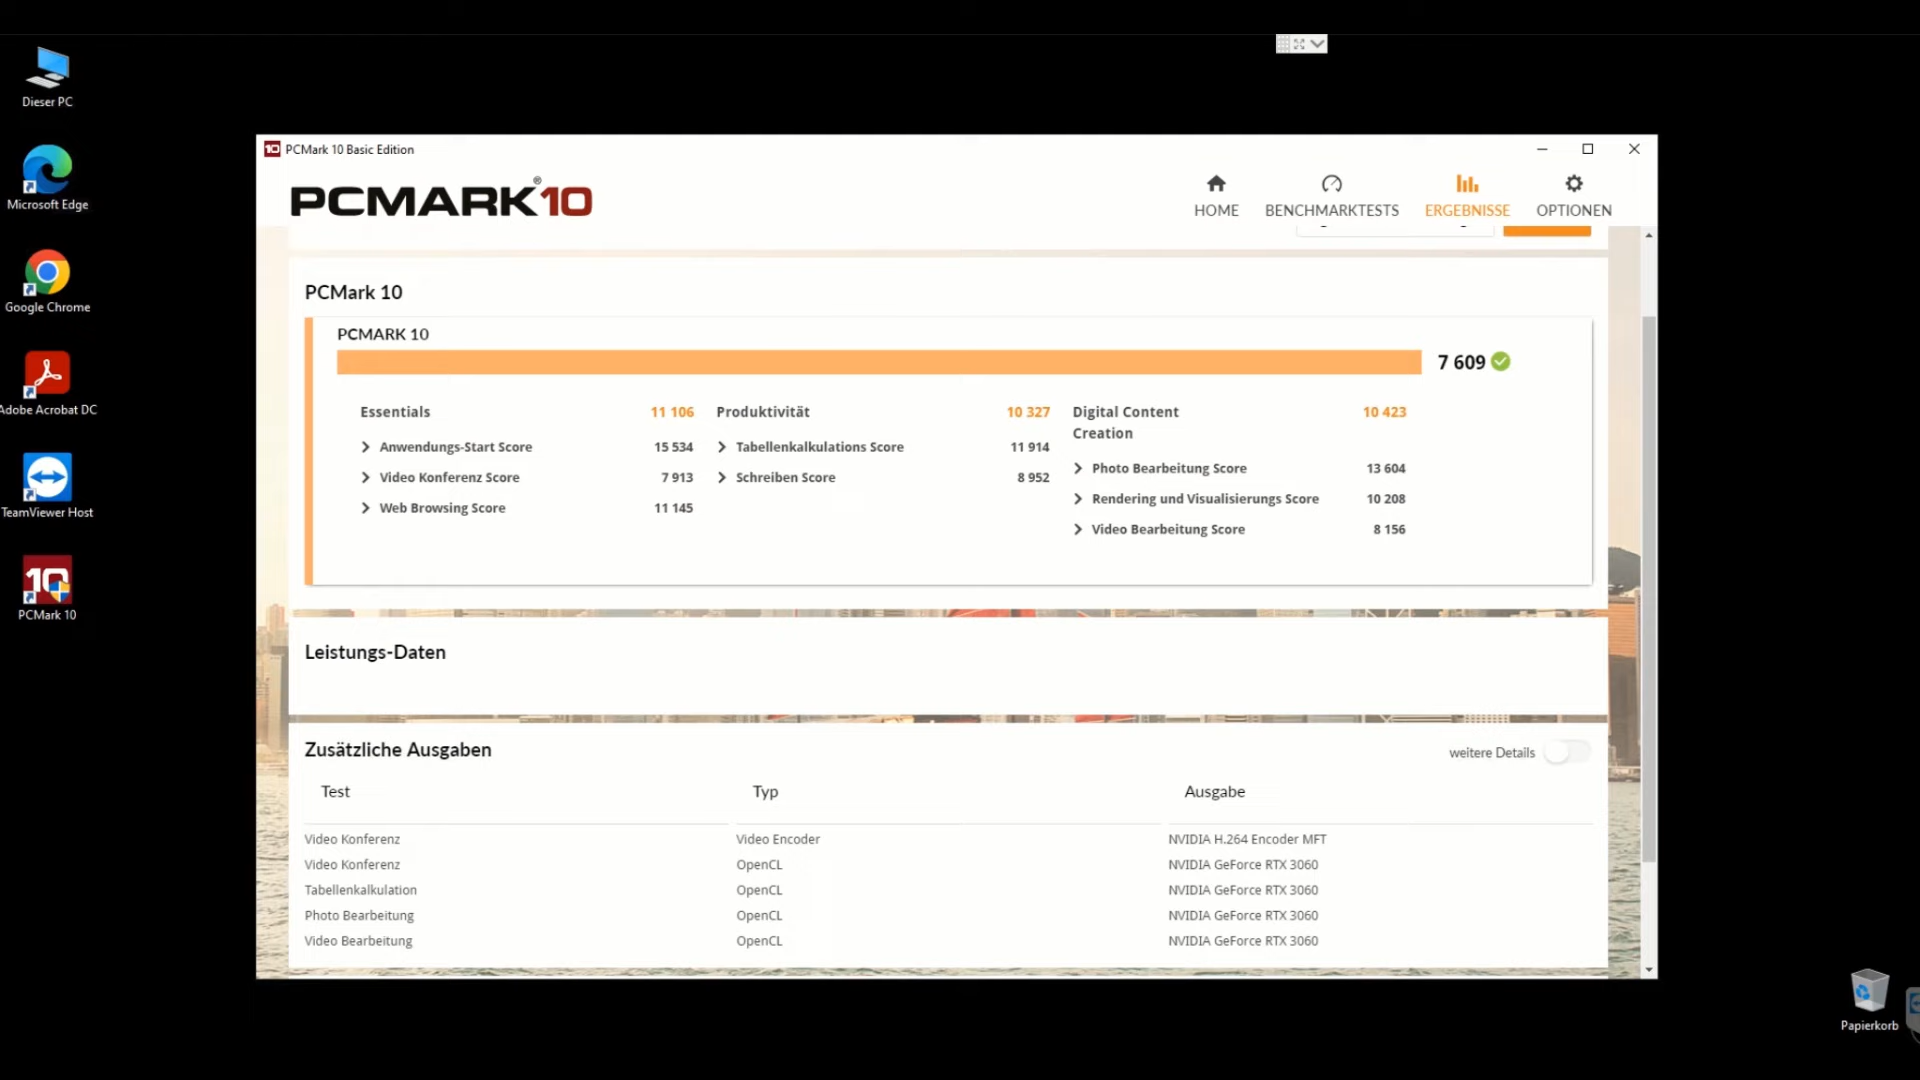 Dieser PC
Microsoft Edge
Google Chrome
Adobe Acrobat DC
TeamViewer Host
PCMark 10
PCMark 10 Basic Edition
PCMARK®10
HOME
BENCHMARKTESTS
ERGEBNISSE
OPTIONEN
PCMark 10
PCMARK 10
7 609
Essentials 11 106
Anwendungs-Start Score 15 534
Video Konferenz Score 7 913
Web Browsing Score 11 145
Produktivität 10 327
Tabellenkalkulations Score 11 914
Schreiben Score 8 952
Digital Content 10 423
Creation
Photo Bearbeitung Score 13 604
Rendering und Visualisierungs Score 10 208
Video Bearbeitung Score 8 156
Leistungs-Daten
Zusätzliche Ausgaben
weitere Details
Test Typ Ausgabe
Video Konferenz Video Encoder NVIDIA H.264 Encoder MFT
Video Konferenz OpenCL NVIDIA GeForce RTX 3060
Tabellenkalkulation OpenCL NVIDIA GeForce RTX 3060
Photo Bearbeitung OpenCL NVIDIA GeForce RTX 3060
Video Bearbeitung OpenCL NVIDIA GeForce RTX 3060
Papierkorb